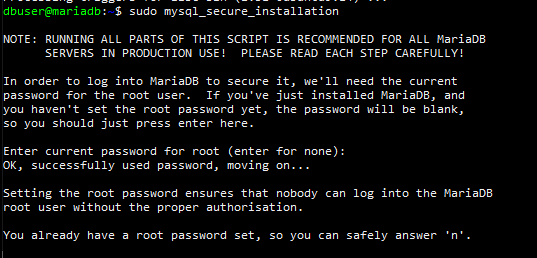 dbuser@mariadb:~$ sudo mysql_secure_installation
NOTE: RUNNING ALL PARTS OF THIS SCRIPT IS RECOMMENDED FOR ALL MariaDB
SERVERS IN PRODUCTION USE! PLEASE READ EACH STEP CAREFULLY!
In order to log into MariaDB to secure it, we'll need the current
password for the root user. If you've just installed MariaDB, and
you haven't set the root password yet, the password will be blank,
so you should just press enter here.
Enter current password for root (enter for none):
OK, successfully used password, moving on...
Setting the root password ensures that nobody can log into the MariaDB
root user without the proper authorisation.
You already have a root password set, so you can safely answer 'n'.